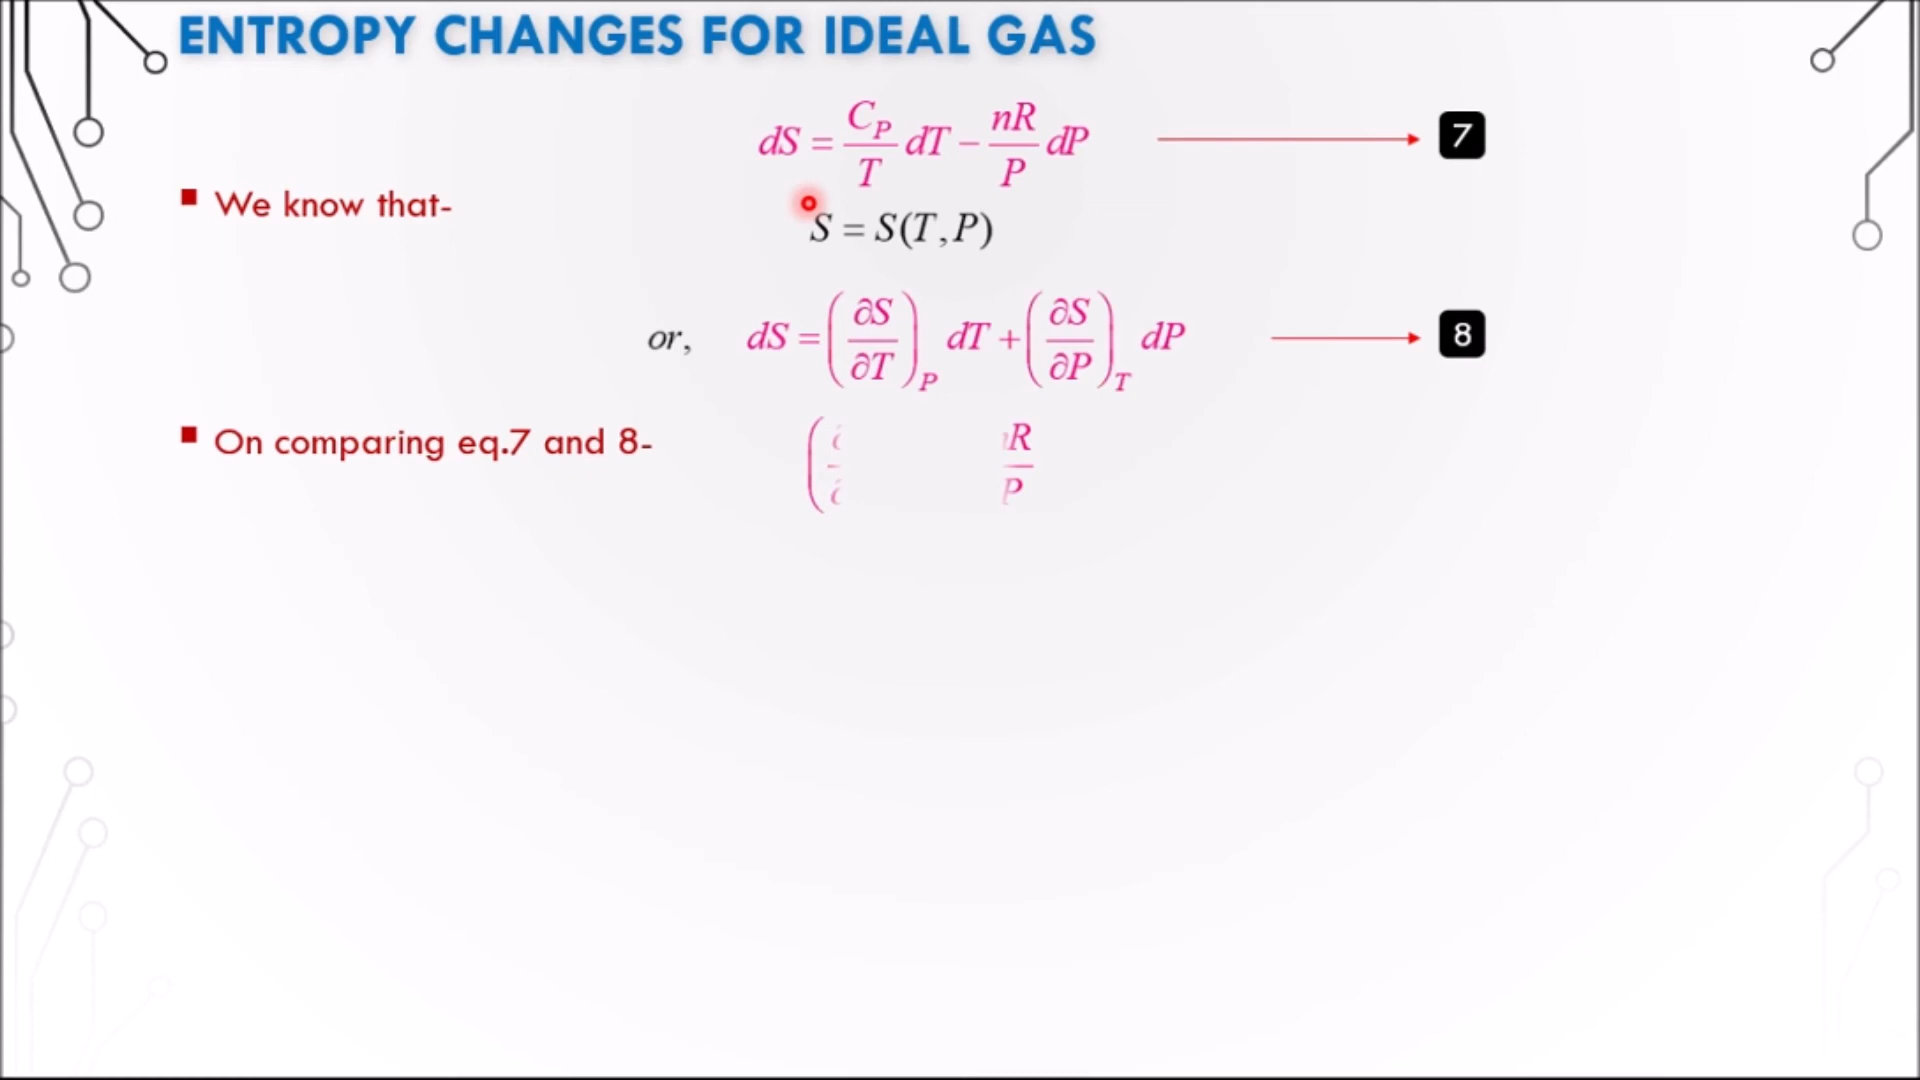 ENTROPY CHANGES FOR IDEAL GAS
dS = C_P/T dT − nR/P dP 7
We know that-
S = S(T, P)
or, dS = (∂S/∂T)_P dT + (∂S/∂P)_T dP 8
On comparing eq.7 and 8- ( R/P